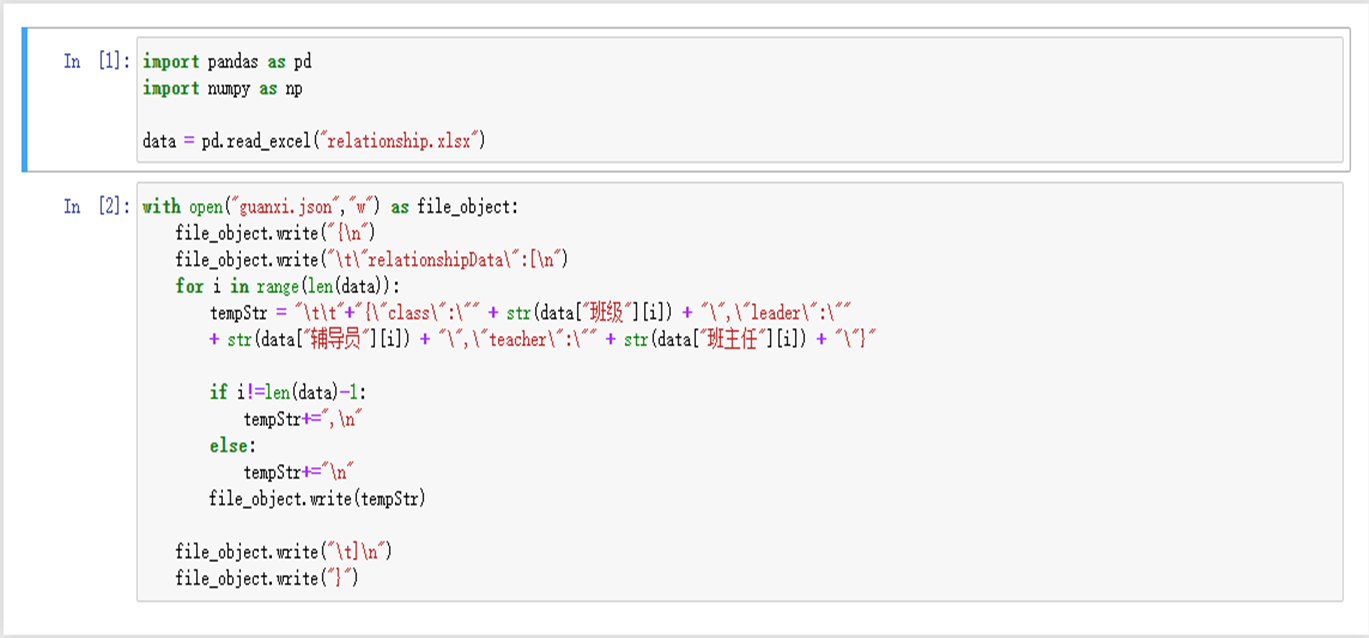 In [1]: import pandas as pd
import numpy as np
data = pd.read_excel("relationship.xlsx")
In [2]: with open("guanxi.json","w") as file_object:
file_object.write("{\n")
file_object.write("\t\"relationshipData\":[\n")
for i in range(len(data)):
tempStr = "\t\t"+"{\"class\":\"" + str(data["班级"][i]) + "\",\"leader\":\""
+ str(data["辅导员"][i]) + "\",\"teacher\":\"" + str(data["班主任"][i]) + "\"}"
if i!=len(data)-1:
tempStr+=",\n"
else:
tempStr+="\n"
file_object.write(tempStr)
file_object.write("\t]\n")
file_object.write("}")